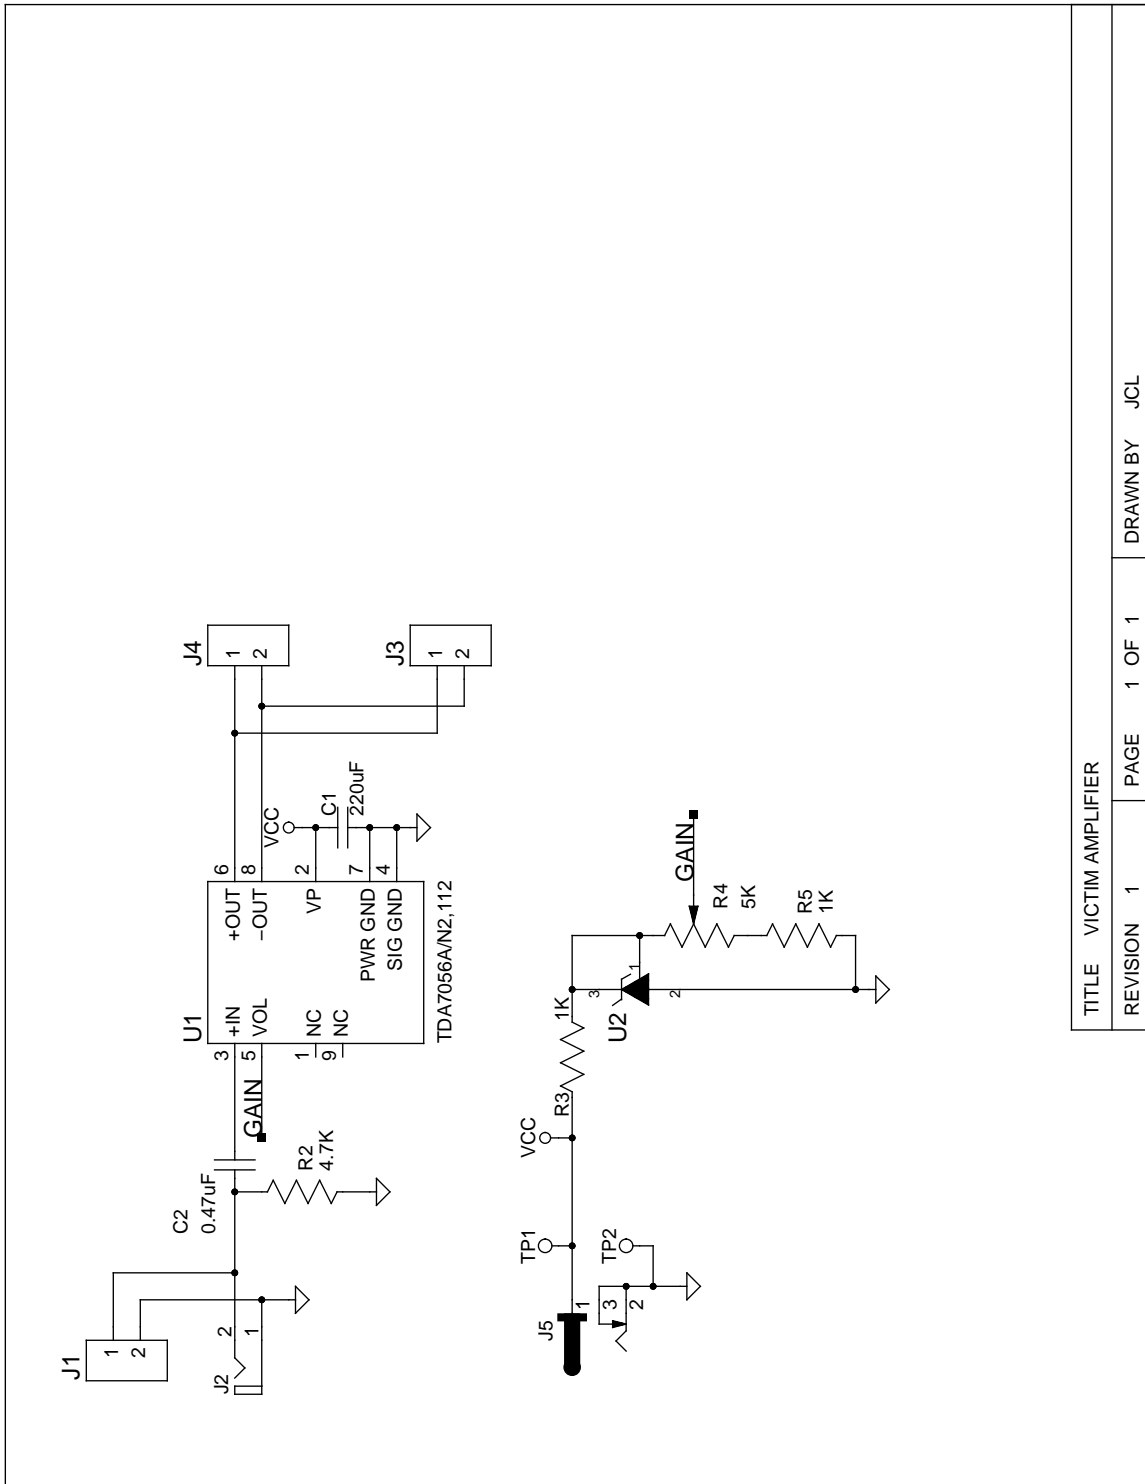 J1
1
2
J2
2
1
C2
0.47uF
R2
4.7K
GAIN
U1
3
+IN
5
VOL
1
NC
9
NC
+OUT
6
−OUT
8
VP
2
PWR GND
7
SIG GND
4
TDA7056A/N2,112
VCC
C1
220uF
J4
1
2
J3
1
2
J5
1
3
2
TP1
TP2
VCC
R3
1K
U2
3
1
2
GAIN
R4
5K
R5
1K
TITLE VICTIM AMPLIFIER
REVISION 1 PAGE 1 OF 1 DRAWN BY JCL